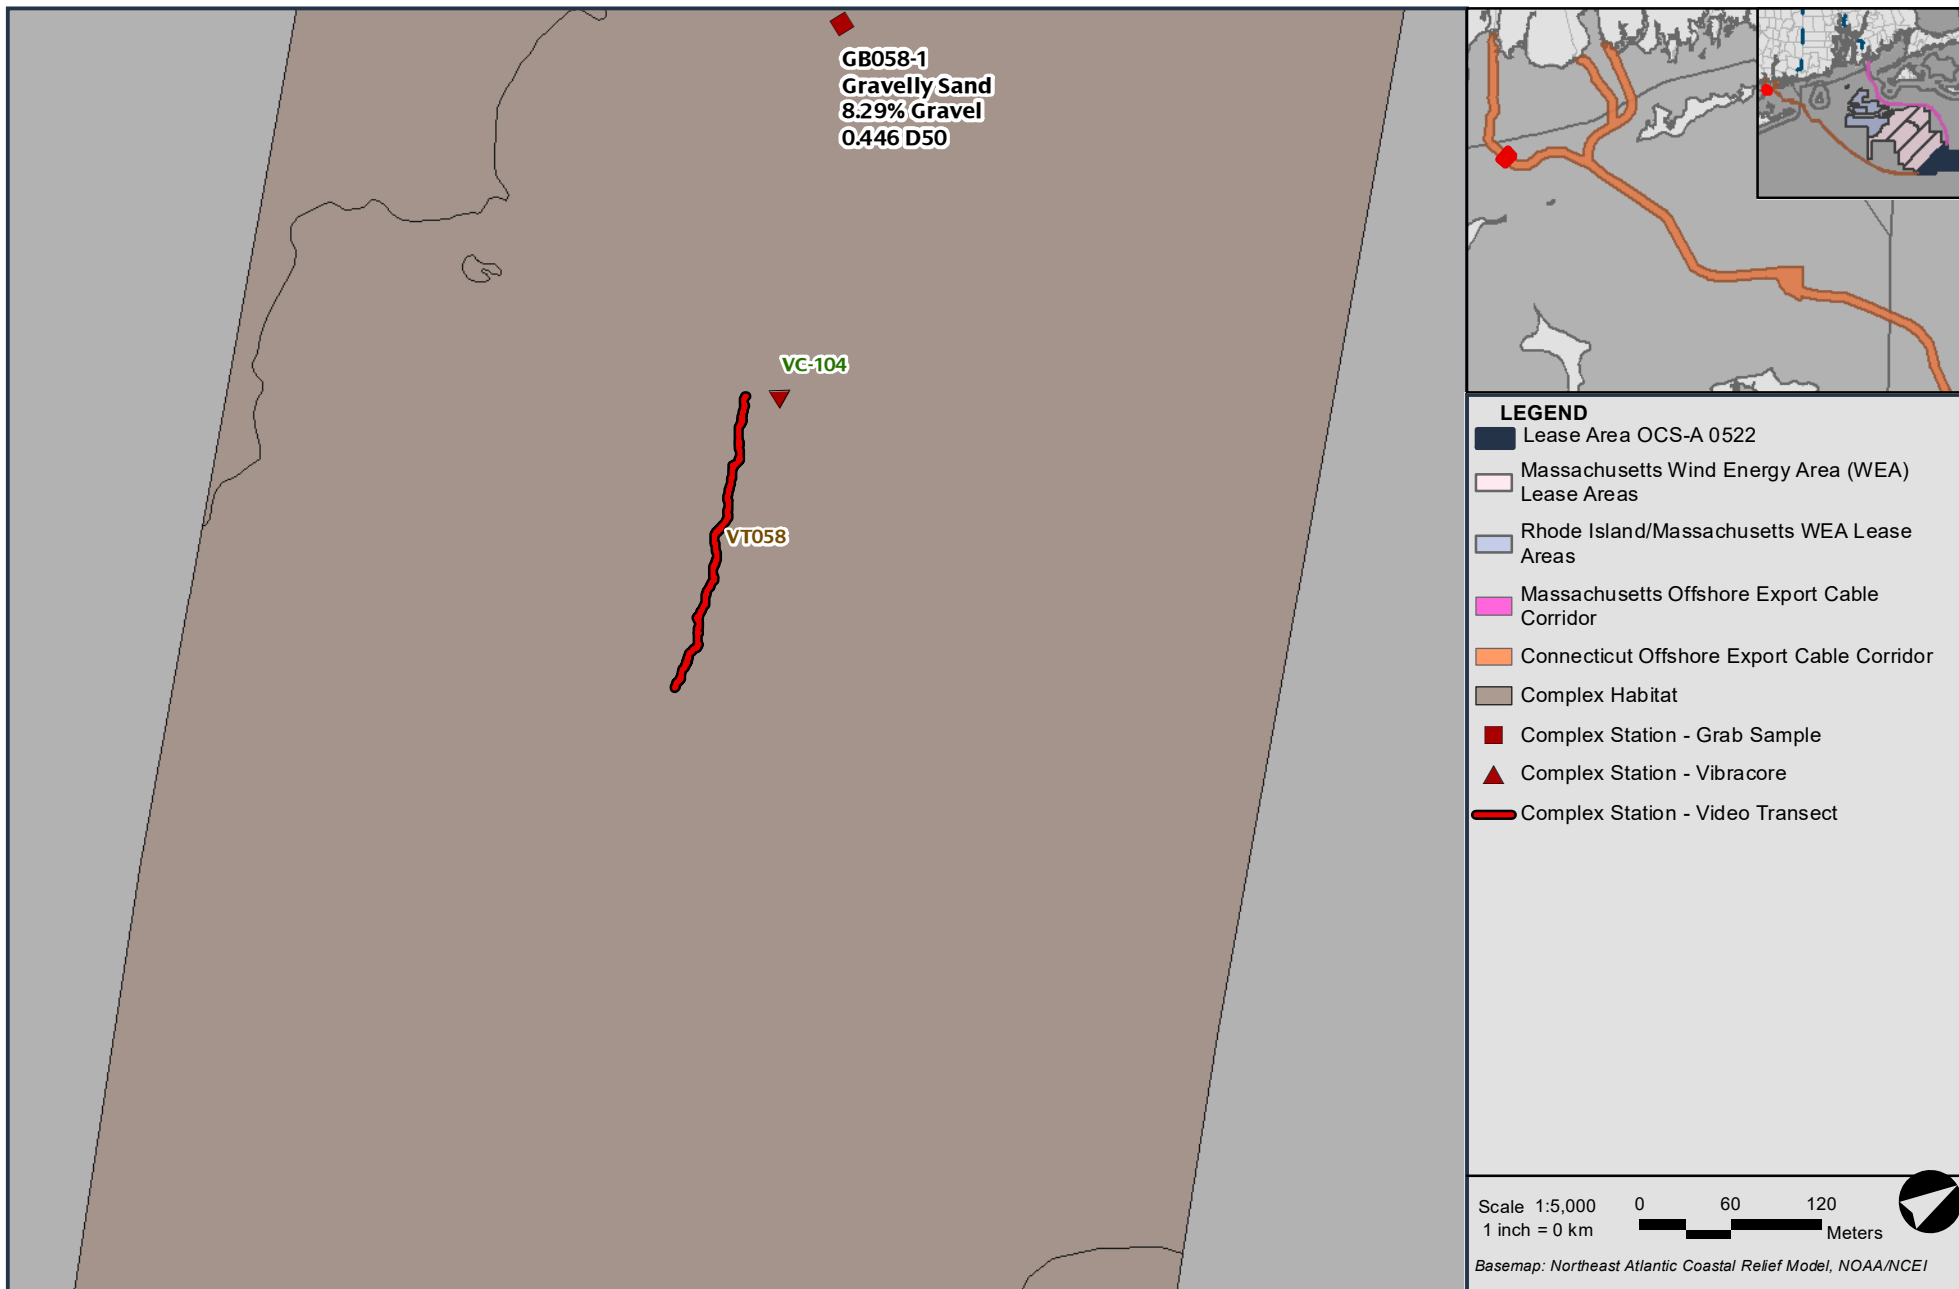 GB058-1
Gravelly Sand
8.29% Gravel
0.446 D50
VC-104
VT058
LEGEND
Lease Area OCS-A 0522
Massachusetts Wind Energy Area (WEA)
Lease Areas
Rhode Island/Massachusetts WEA Lease
Areas
Massachusetts Offshore Export Cable
Corridor
Connecticut Offshore Export Cable Corridor
Complex Habitat
Complex Station - Grab Sample
Complex Station - Vibracore
Complex Station - Video Transect
Scale 1:5,000
1 inch = 0 km
0 60 120
Meters
Basemap: Northeast Atlantic Coastal Relief Model, NOAA/NCEI